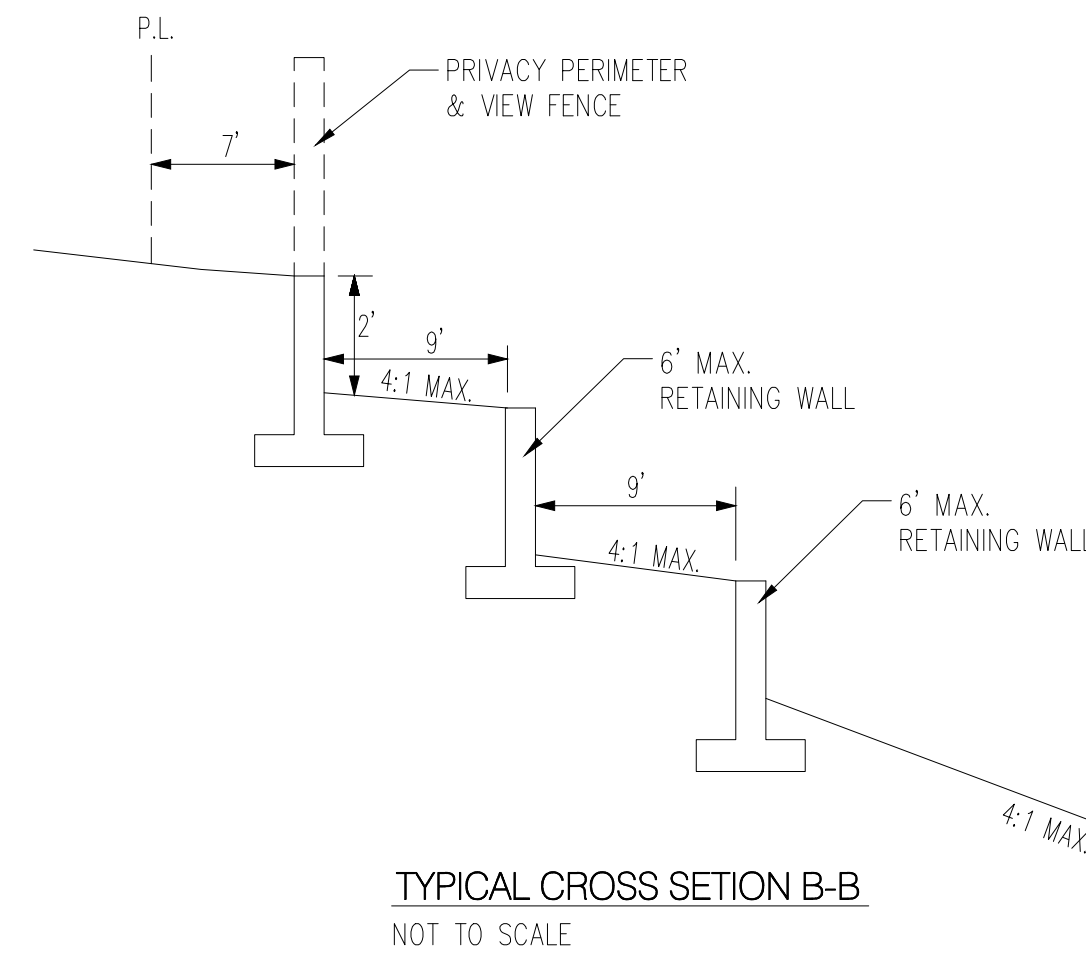 P.L.
PRIVACY PERIMETER
& VIEW FENCE
7'
2'
9'
4:1 MAX.
6' MAX.
RETAINING WALL
9'
4:1 MAX.
6' MAX.
RETAINING WALL
4:1 MAX.
TYPICAL CROSS SETION B-B
NOT TO SCALE